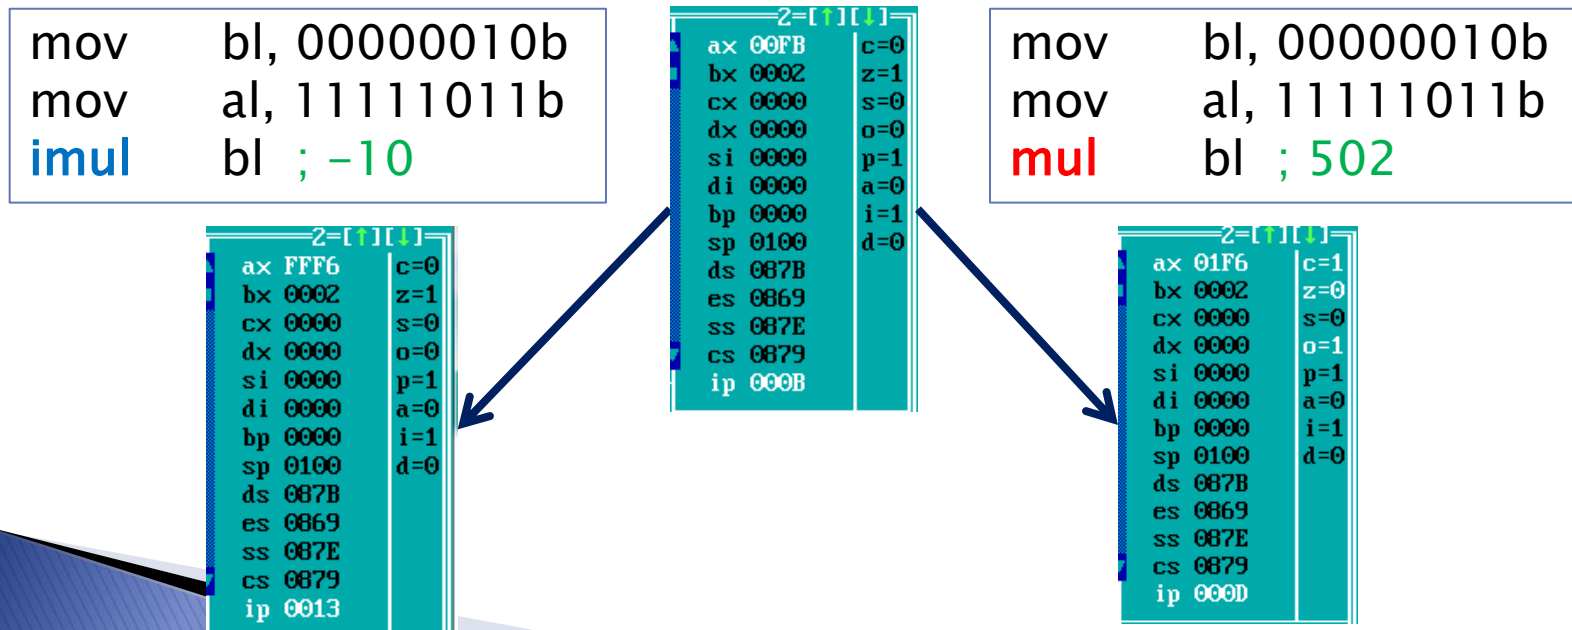 mov bl, 00000010b
mov al, 11111011b
imul bl ; –10
2=[↑][↓]
ax 00FB c=0
bx 0002 z=1
cx 0000 s=0
dx 0000 o=0
si 0000 p=1
di 0000 a=0
bp 0000 i=1
sp 0100 d=0
ds 087B
es 0869
ss 087E
cs 0879
ip 000B
mov bl, 00000010b
mov al, 11111011b
mul bl ; 502
2=[↑][↓]
ax FFF6 c=0
bx 0002 z=1
cx 0000 s=0
dx 0000 o=0
si 0000 p=1
di 0000 a=0
bp 0000 i=1
sp 0100 d=0
ds 087B
es 0869
ss 087E
cs 0879
ip 0013
2=[↑][↓]
ax 01F6 c=1
bx 0002 z=0
cx 0000 s=0
dx 0000 o=1
si 0000 p=1
di 0000 a=0
bp 0000 i=1
sp 0100 d=0
ds 087B
es 0869
ss 087E
cs 0879
ip 000D